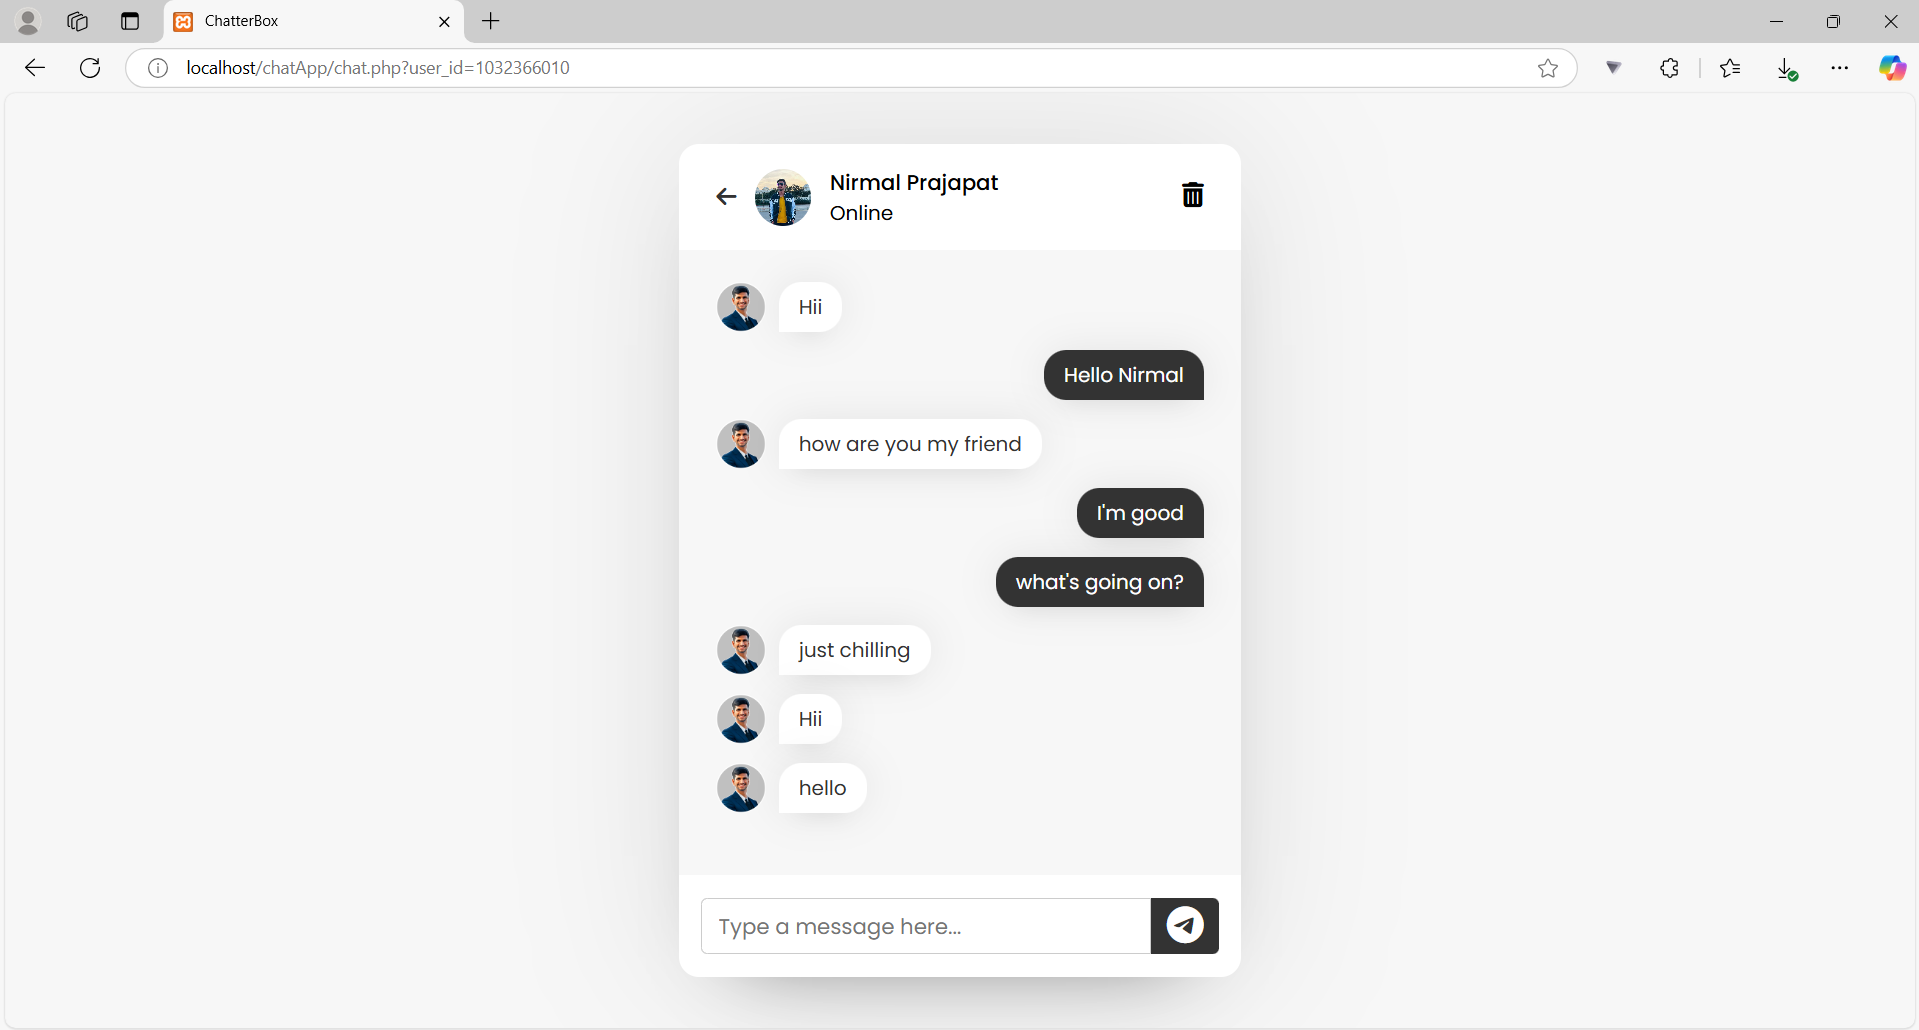 ChatterBox
localhost/chatApp/chat.php?user_id=1032366010
Nirmal Prajapat
Online
Hii
Hello Nirmal
how are you my friend
I'm good
what's going on?
just chilling
Hii
hello
Type a message here...